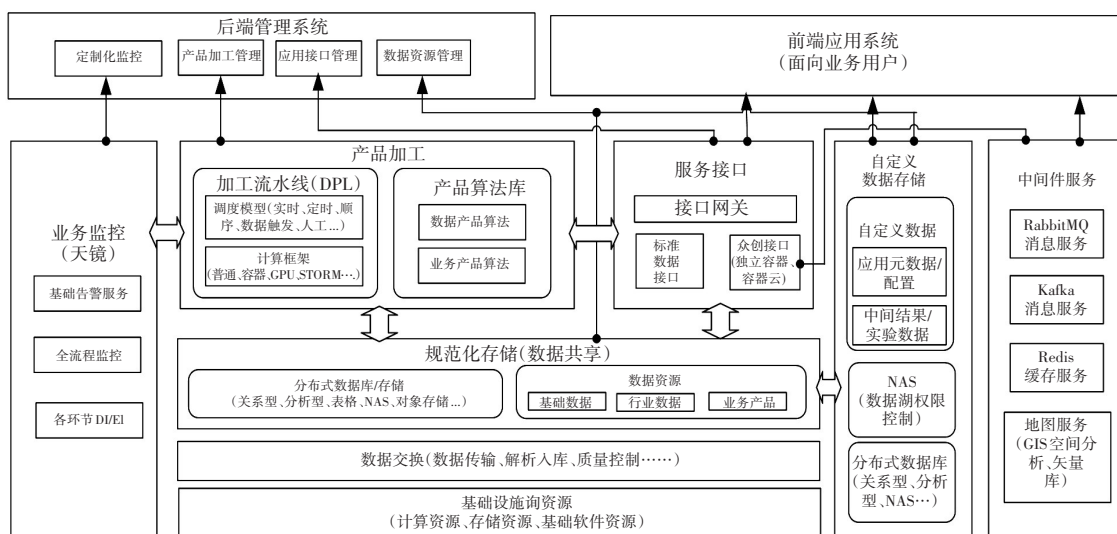 后端管理系统
定制化监控
产品加工管理
应用接口管理
数据资源管理
前端应用系统
(面向业务用户)
业务监控
(天镜)
基础告警服务
全流程监控
各环节DI/EI
产品加工
加工流水线(DPL)
调度模型(实时、定时、顺
序、数据触发、人工…)
计算框架
(普通、容器、GPU、STORM….)
产品算法库
数据产品算法
业务产品算法
服务接口
接口网关
标准
数据
接口
众创接口
(独立容器、
容器云)
规范化存储(数据共享)
分布式数据库/存储
(关系型、分析型、表格、NAS、对象存储…)
数据资源
基础数据
行业数据
业务产品
数据交换(数据传输、解析入库、质量控制……)
基础设施询资源
(计算资源、存储资源、基础软件资源)
自定义
数据存储
自定义数据
应用元数据/
配置
中间结果/
实验数据
NAS
(数据湖权限
控制)
分布式数据库
(关系型、分析
型、NAS…)
中间件服务
RabbitMQ
消息服务
Kafka
消息服务
Redis
缓存服务
地图服务
(GIS空间分
析、矢量
库)